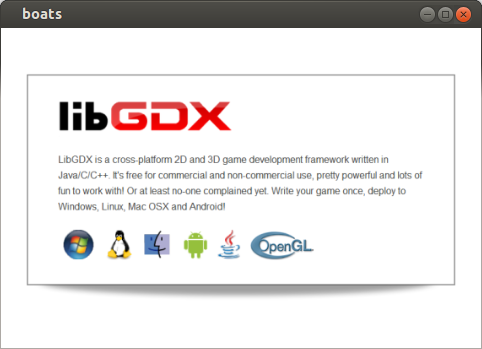 boats
libGDX
LibGDX is a cross-platform 2D and 3D game development framework written in
Java/C/C++. It's free for commercial and non-commercial use, pretty powerful and lots of
fun to work with! Or at least no-one complained yet. Write your game once, deploy to
Windows, Linux, Mac OSX and Android!
OpenGL